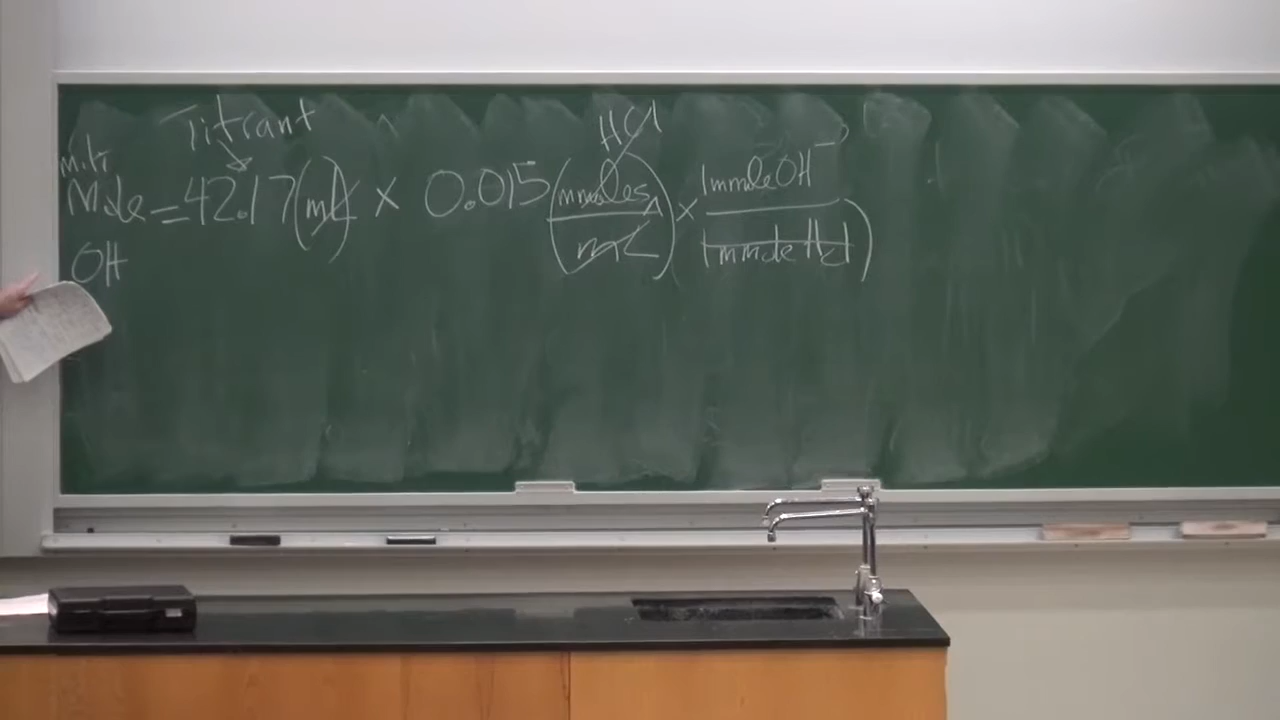 Titrant
HCl
milli
Mole = 42.17 (mL) × 0.015 (mmoles / mL) × 1mmole OH⁻ / 1mmole HCl)
OH